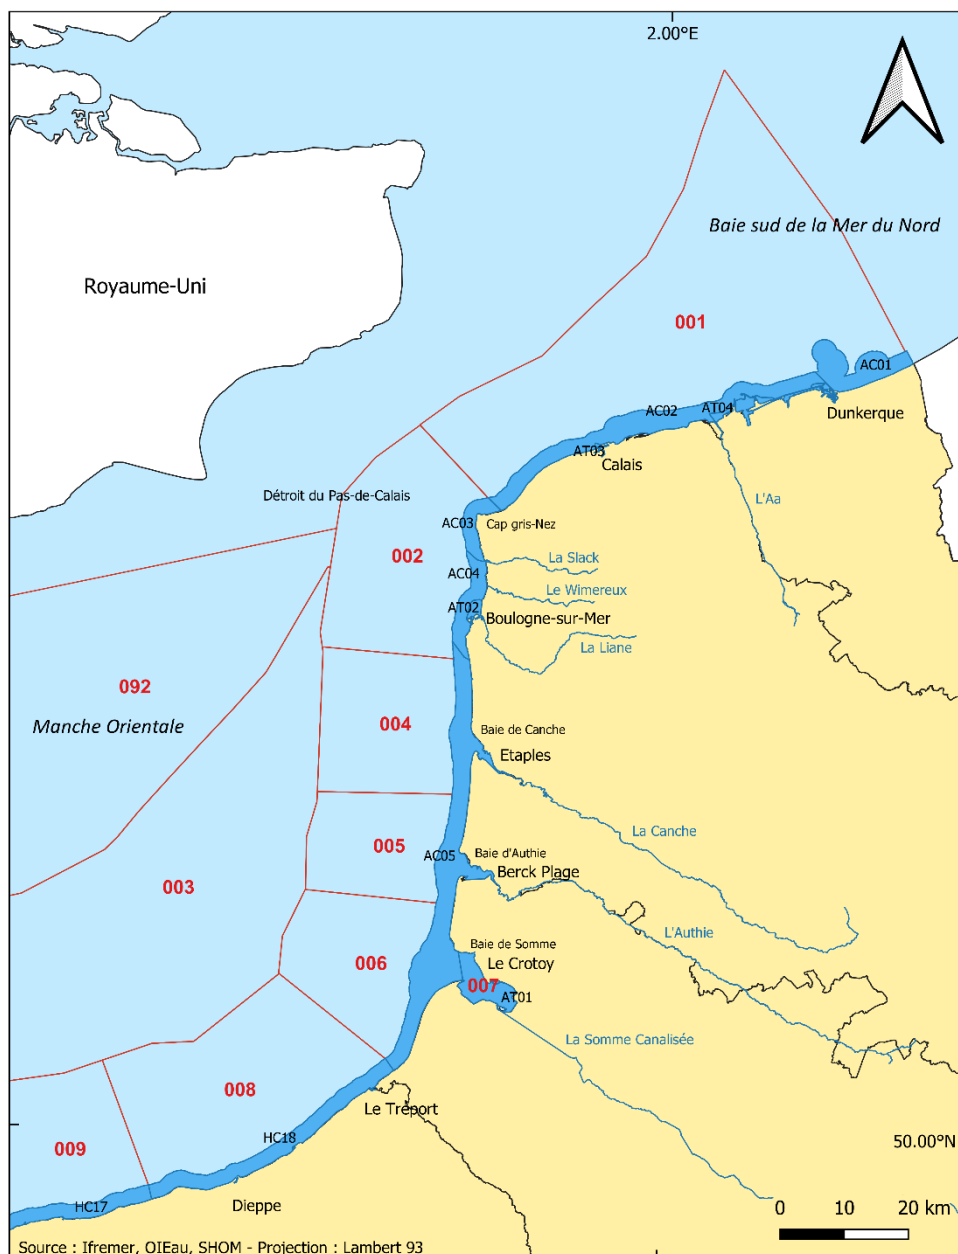 2.00°E
Baie sud de la Mer du Nord
Royaume-Uni
001
AC01
AC02
AT04
Dunkerque
AT03
Calais
L'Aa
Détroit du Pas-de-Calais
AC03
Cap gris-Nez
002
La Slack
AC04
Le Wimereux
AT02
Boulogne-sur-Mer
La Liane
092
Manche Orientale
004
Baie de Canche
Etaples
La Canche
005
AC05
Baie d'Authie
Berck Plage
003
L'Authie
006
Baie de Somme
Le Crotoy
007
AT01
La Somme Canalisée
008
Le Tréport
HC18
009
50.00°N
HC17
Dieppe
0 10 20 km
Source : Ifremer, OIEau, SHOM - Projection : Lambert 93